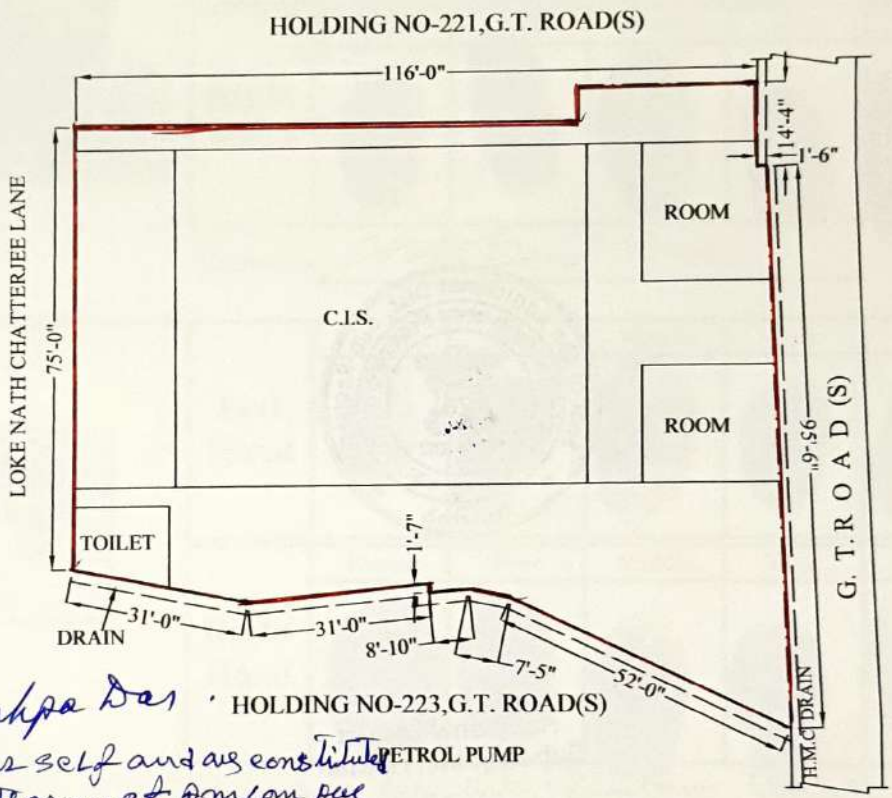 HOLDING NO-221,G.T. ROAD(S)
116'-0"
14'-4"
1'-6"
ROOM
LOKE NATH CHATTERJEE LANE
75'-0"
C.I.S.
ROOM
95'-6"
G. T. ROAD (S)
TOILET
1'-7"
31'-0"
31'-0"
DRAIN
8'-10"
7'-5"
52'-0"
H.M.C DRAIN
Das
HOLDING NO-223,G.T. ROAD(S)
self and as constituted
PETROL PUMP